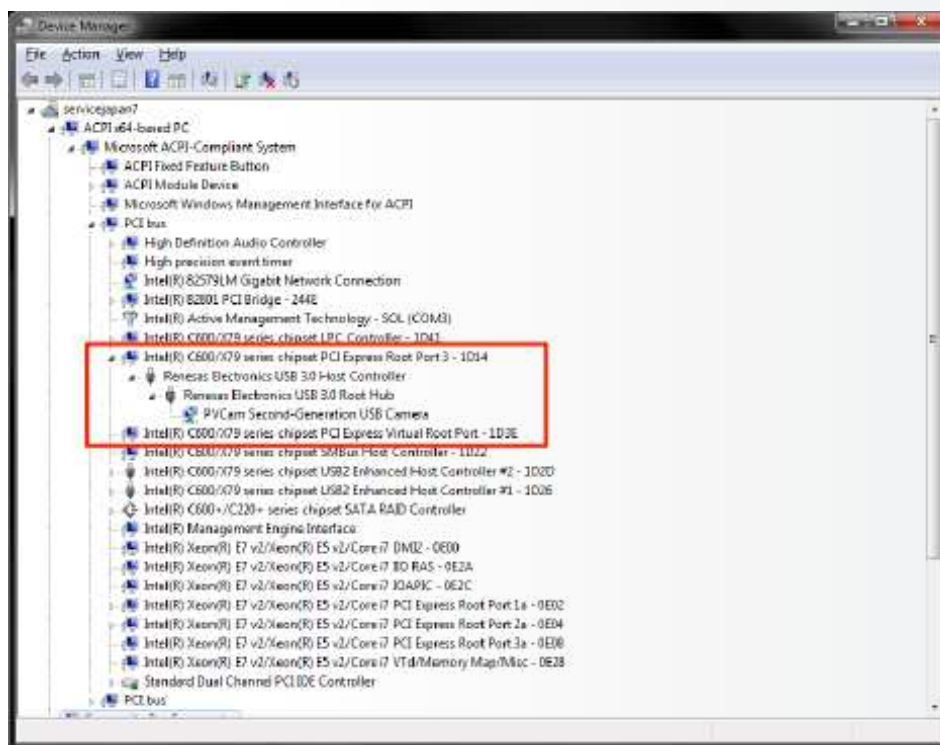 Device Manager
File Action View Help
servicejapan7
ACPI x64-based PC
Microsoft ACPI-Compliant System
ACPI Fixed Feature Button
ACPI Module Device
Microsoft Windows Management Interface for ACPI
PCI bus
High Definition Audio Controller
High precision event timer
Intel(R) 82579LM Gigabit Network Connection
Intel(R) 82801 PCI Bridge - 244E
Intel(R) Active Management Technology - SOL (COM3)
Intel(R) C600/X79 series chipset LPC Controller - 1D41
Intel(R) C600/X79 series chipset PCI Express Root Port 3 - 1D14
Renesas Electronics USB 3.0 Host Controller
Renesas Electronics USB 3.0 Root Hub
PVCam Second-Generation USB Camera
Intel(R) C600/X79 series chipset PCI Express Virtual Root Port - 1D3E
Intel(R) C600/X79 series chipset SMBus Host Controller - 1D22
Intel(R) C600/X79 series chipset USB2 Enhanced Host Controller #2 - 1D2D
Intel(R) C600/X79 series chipset USB2 Enhanced Host Controller #1 - 1D26
Intel(R) C600+/C220+ series chipset SATA RAID Controller
Intel(R) Management Engine Interface
Intel(R) Xeon(R) E7 v2/Xeon(R) E5 v2/Core i7 DMI2 - 0E00
Intel(R) Xeon(R) E7 v2/Xeon(R) E5 v2/Core i7 IIO RAS - 0E2A
Intel(R) Xeon(R) E7 v2/Xeon(R) E5 v2/Core i7 IOAPIC - 0E2C
Intel(R) Xeon(R) E7 v2/Xeon(R) E5 v2/Core i7 PCI Express Root Port 1a - 0E02
Intel(R) Xeon(R) E7 v2/Xeon(R) E5 v2/Core i7 PCI Express Root Port 2a - 0E04
Intel(R) Xeon(R) E7 v2/Xeon(R) E5 v2/Core i7 PCI Express Root Port 3a - 0E08
Intel(R) Xeon(R) E7 v2/Xeon(R) E5 v2/Core i7 VTd/Memory Map/Misc - 0E28
Standard Dual Channel PCI IDE Controller
PCI bus